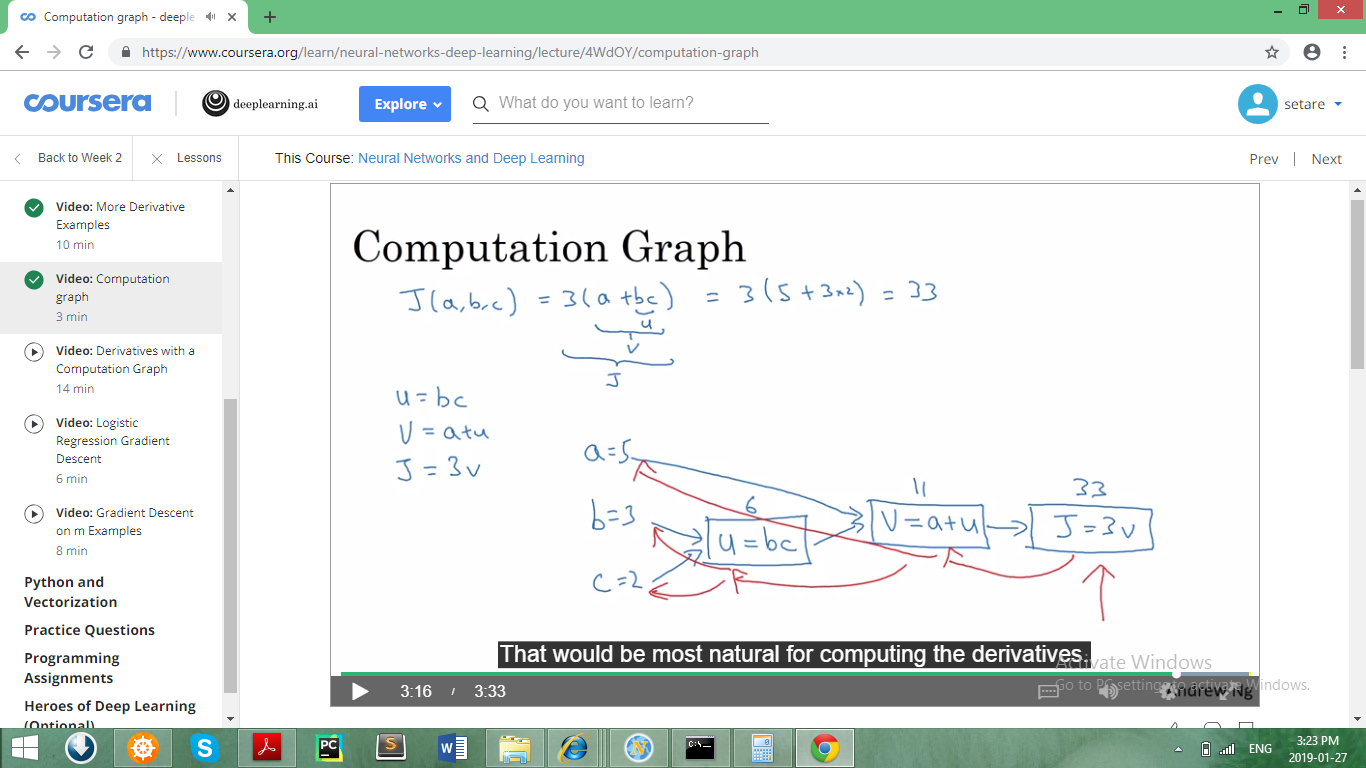 Computation graph - deeple
https://www.coursera.org/learn/neural-networks-deep-learning/lecture/4WdOY/computation-graph
coursera
deeplearning.ai
Explore
What do you want to learn?
setare
Back to Week 2
Lessons
This Course: Neural Networks and Deep Learning
Prev | Next
Video: More Derivative
Examples
10 min
Video: Computation
graph
3 min
Video: Derivatives with a
Computation Graph
14 min
Video: Logistic
Regression Gradient
Descent
6 min
Video: Gradient Descent
on m Examples
8 min
Python and
Vectorization
Practice Questions
Programming
Assignments
Heroes of Deep Learning
(Optional)
Computation Graph
J(a,b,c) = 3(a+bc) = 3(5+3×2) = 33
u
V
J
u = bc
V = a+u
J = 3v
a=5
b=3
c=2
6
u = bc
11
V = a+u
33
J = 3v
That would be most natural for computing the derivatives.
3:16 / 3:33
Andrew Ng
Activate Windows
Go to PC settings to activate Windows.
PC
S
W
N
C:\_
ENG
3:23 PM
2019-01-27